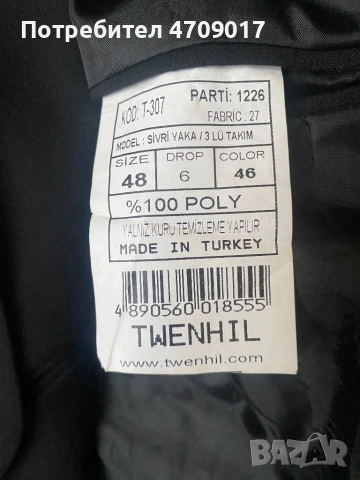 Потребител 4709017
KOD: T-307 PARTİ: 1226
FABRIC: 27
MODEL: SİVRİ YAKA / 3 LÜ TAKIM
SIZE DROP COLOR
48 6 46
%100 POLY
YALNIZ KURU TEMİZLEME YAPILIR
MADE IN TURKEY
4 890560 018555
TWENHIL
www.twenhil.com
BAZAR